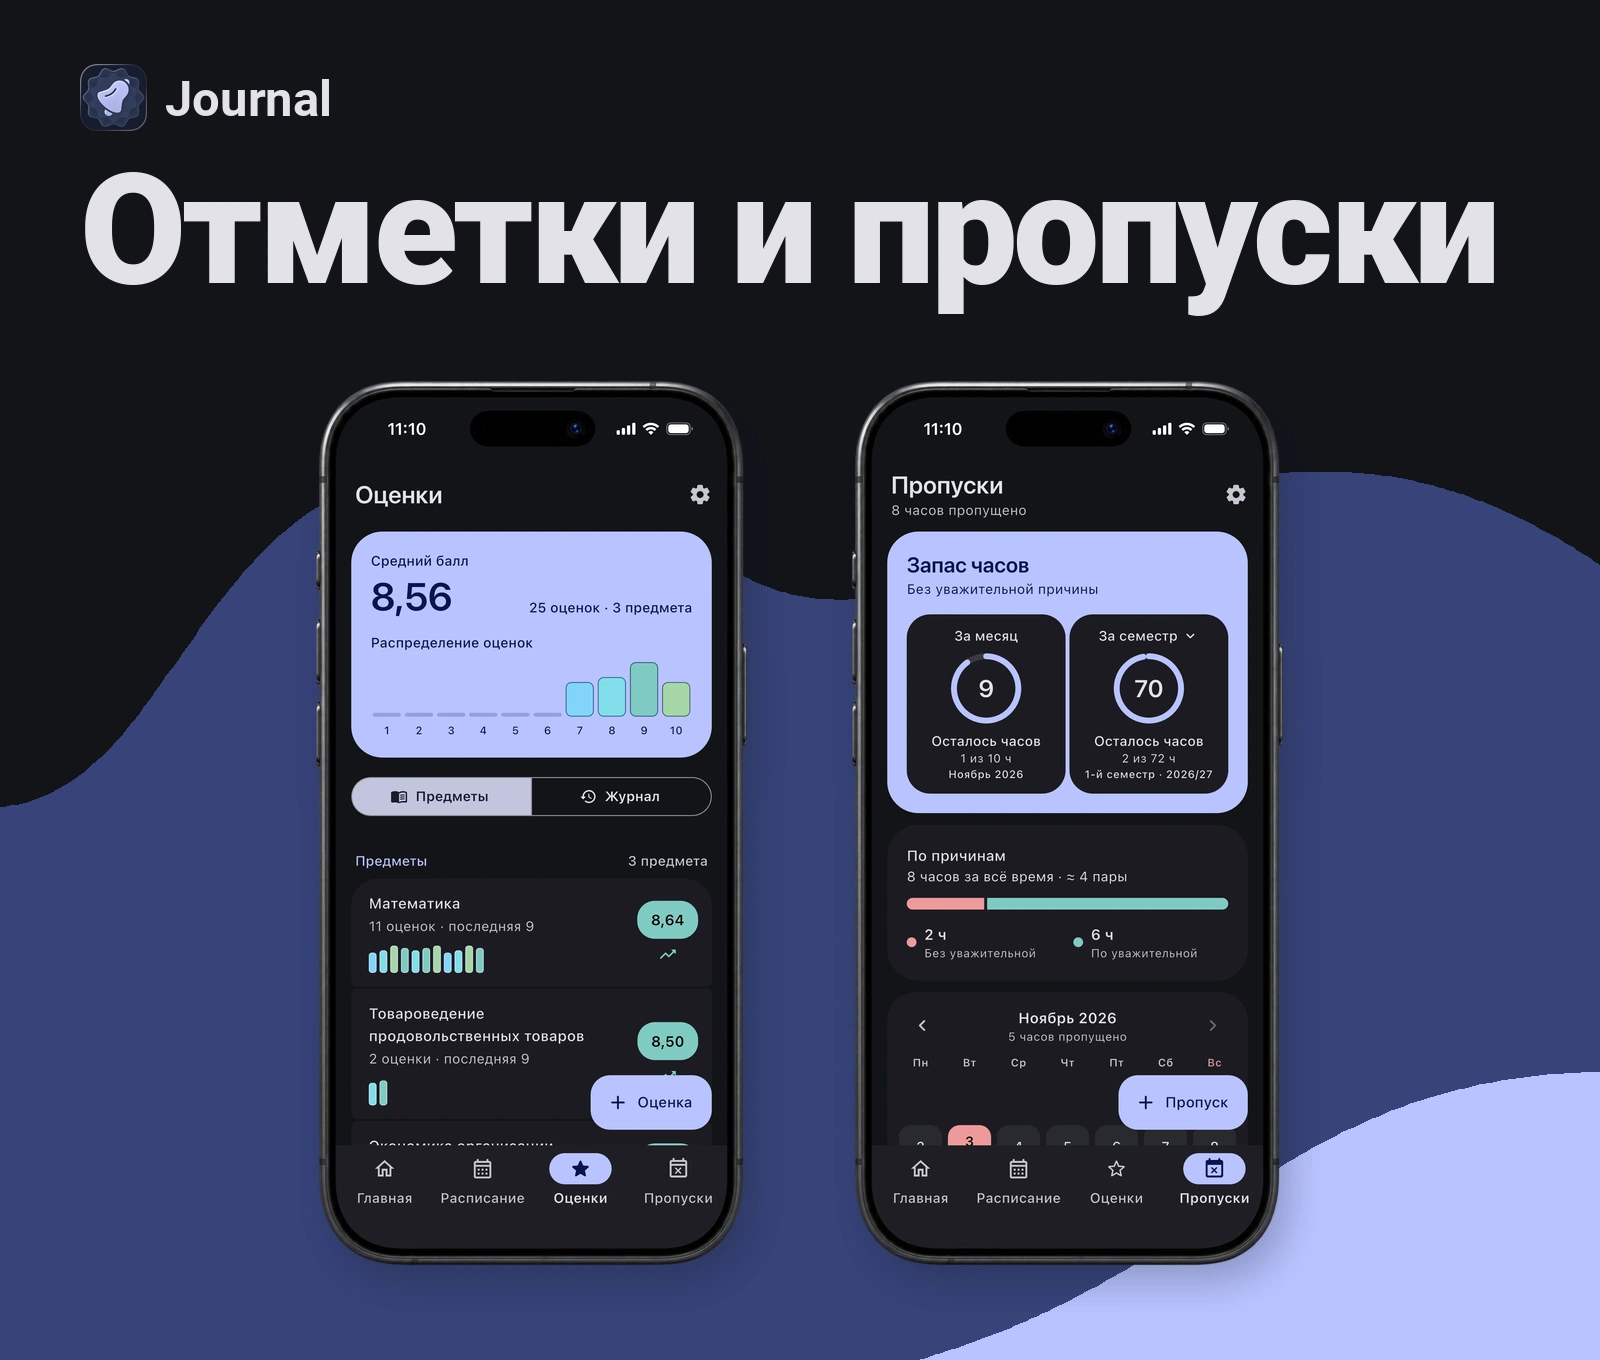 Journal
Отметки и пропуски
11:10
Оценки
Средний балл
8,56
25 оценок · 3 предмета
Распределение оценок
1 2 3 4 5 6 7 8 9 10
Предметы
Журнал
Предметы
3 предмета
Математика
11 оценок · последняя 9
8,64
Товароведение
продовольственных товаров
2 оценки · последняя 9
8,50
+ Оценка
Главная
Расписание
Оценки
Пропуски
11:10
Пропуски
8 часов пропущено
Запас часов
Без уважительной причины
За месяц
9
Осталось часов
1 из 10 ч
Ноябрь 2026
За семестр
70
Осталось часов
2 из 72 ч
1-й семестр · 2026/27
По причинам
8 часов за всё время · ≈ 4 пары
2 ч
Без уважительной
6 ч
По уважительной
Ноябрь 2026
5 часов пропущено
Пн Вт Ср Чт Пт Сб Вс
+ Пропуск
3
Главная
Расписание
Оценки
Пропуски